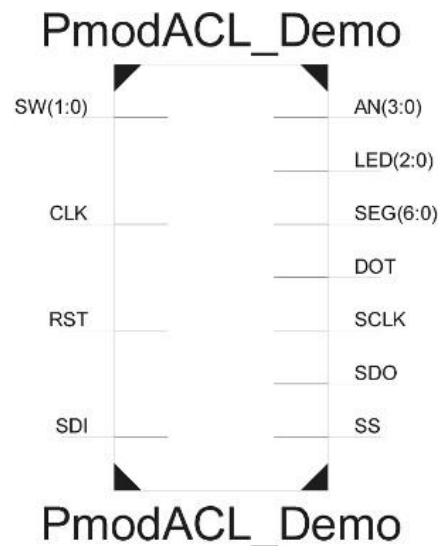 PmodACL_Demo
SW(1:0)
AN(3:0)
LED(2:0)
CLK
SEG(6:0)
DOT
RST
SCLK
SDO
SDI
SS
PmodACL_Demo